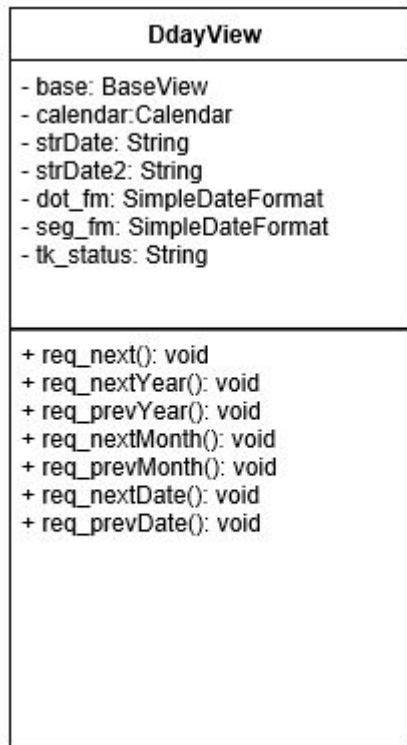 DdayView
- base: BaseView
- calendar:Calendar
- strDate: String
- strDate2: String
- dot_fm: SimpleDateFormat
- seg_fm: SimpleDateFormat
- tk_status: String
+ req_next(): void
+ req_nextYear(): void
+ req_prevYear(): void
+ req_nextMonth(): void
+ req_prevMonth(): void
+ req_nextDate(): void
+ req_prevDate(): void